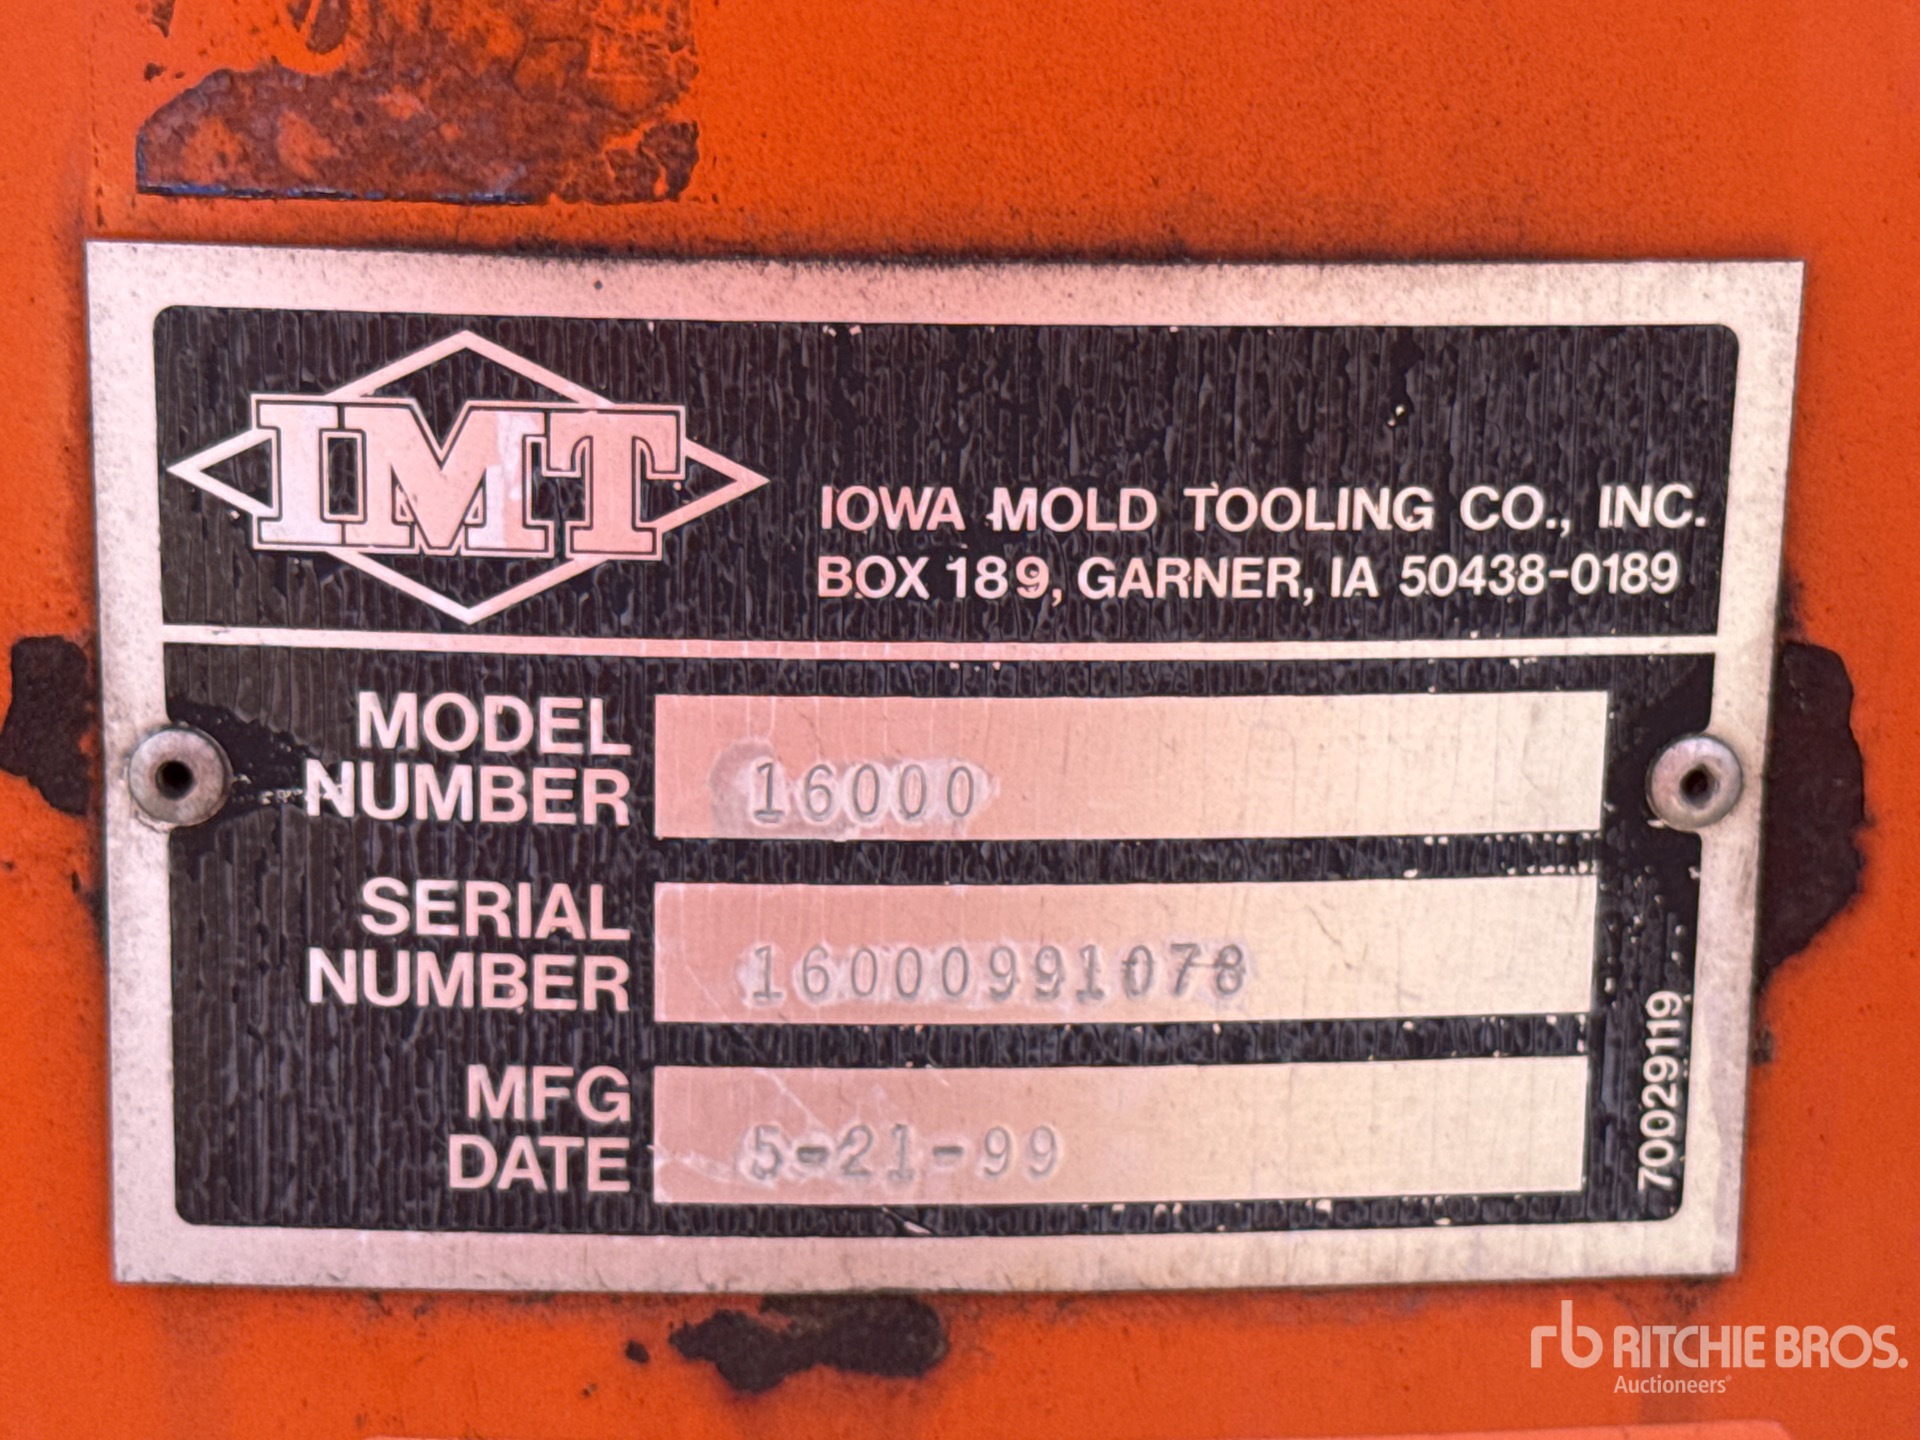 IMT
IOWA MOLD TOOLING CO., INC.
BOX 189, GARNER, IA 50438-0189
MODEL NUMBER 16000
SERIAL NUMBER 16000991078
MFG DATE 5-21-99
70029119
rb RITCHIE BROS.
Auctioneers